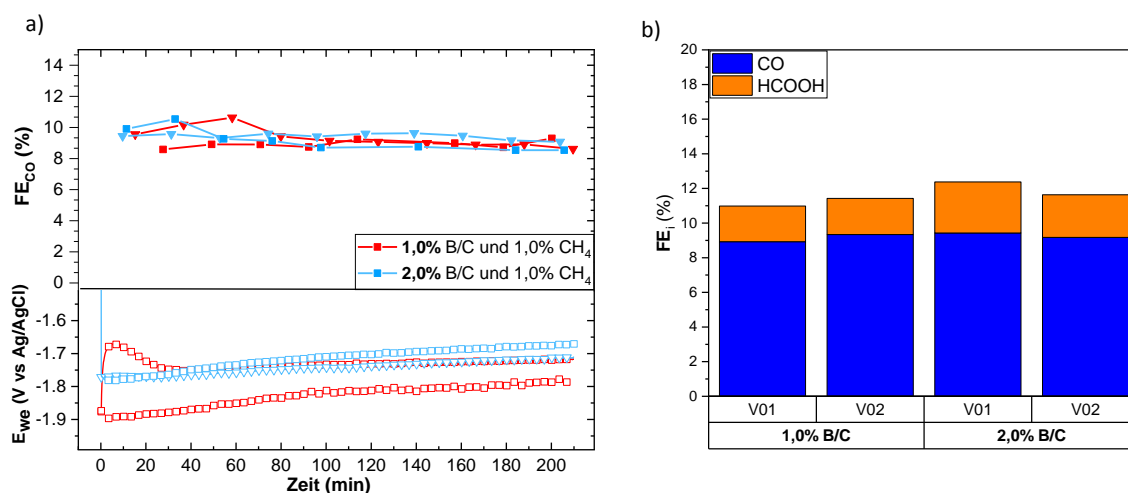 a)
14
12
10
8
6
4
2
0
FE_CO (%)
1,0% B/C und 1,0% CH₄
2,0% B/C und 1,0% CH₄
-1.6
-1.7
-1.8
-1.9
E_we (V vs Ag/AgCl)
0 20 40 60 80 100 120 140 160 180 200
Zeit (min)
b)
20
18
16
14
12
10
8
6
4
2
0
FE_i (%)
CO
HCOOH
V01 V02 V01 V02
1,0% B/C 2,0% B/C